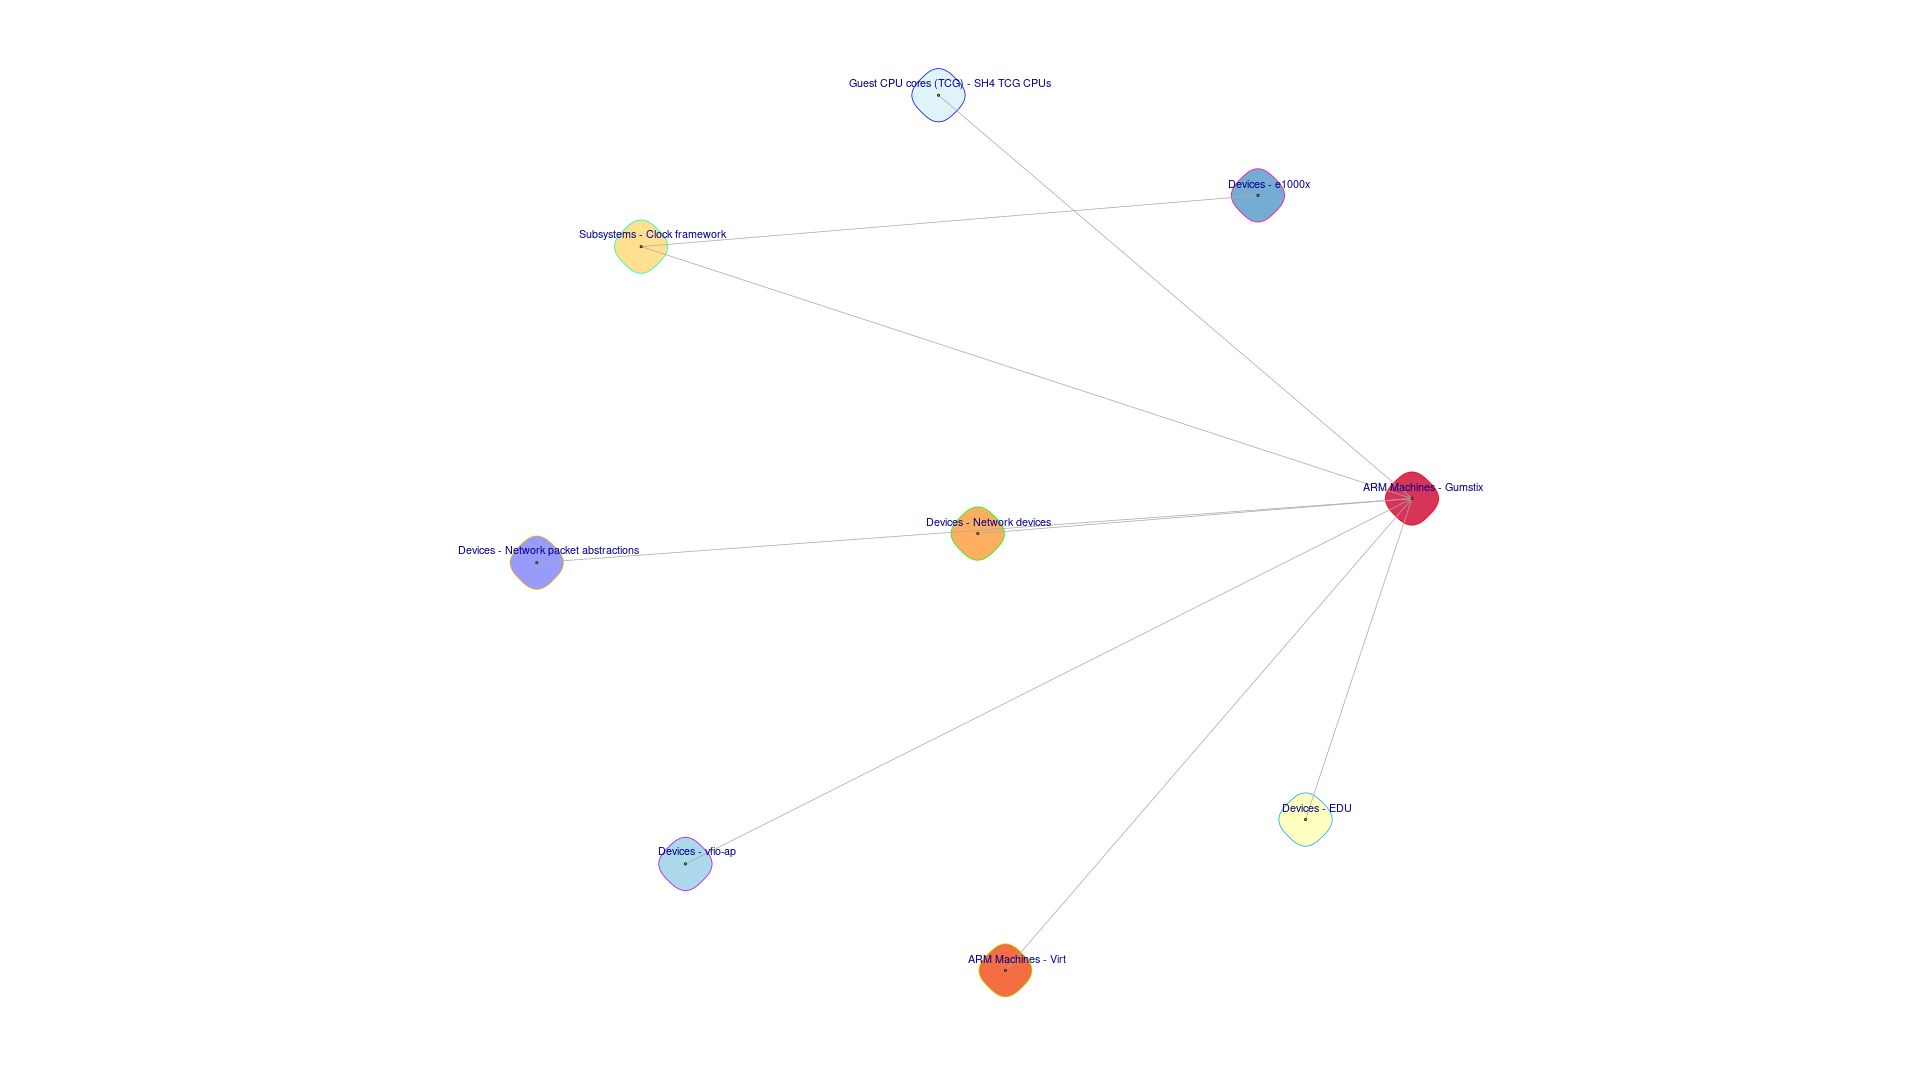 Guest CPU cores (TCG) - SH4 TCG CPUs
Devices - e1000x
Subsystems - Clock framework
ARM Machines - Gumstix
Devices - Network devices
Devices - Network packet abstractions
Devices - EDU
Devices - vfio-ap
ARM Machines - Virt